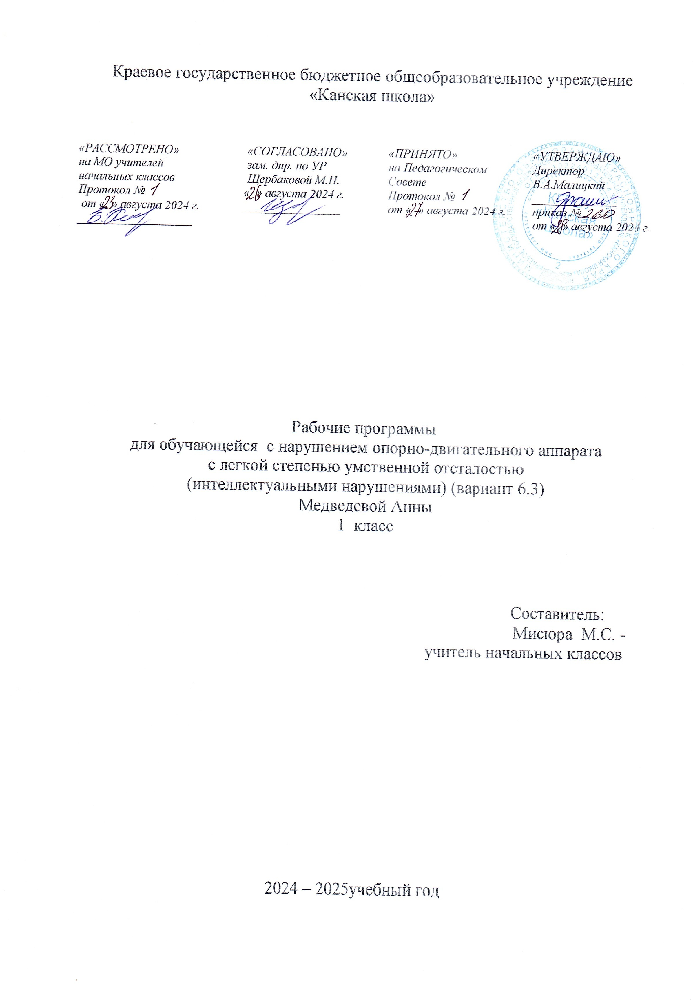 Краевое государственное бюджетное общеобразовательное учреждение
«Канская школа»
«РАССМОТРЕНО»
на МО учителей
начальных классов
Протокол № 1
от «23» августа 2024 г.
«СОГЛАСОВАНО»
зам. дир. по УР
Щербаковой М.Н.
«26» августа 2024 г.
«ПРИНЯТО»
на Педагогическом
Совете
Протокол № 1
от «27» августа 2024 г.
«УТВЕРЖДАЮ»
Директор
В.А.Малицкий
приказ № 260
от «28» августа 2024 г.
Рабочие программы
для обучающейся с нарушением опорно-двигательного аппарата
с легкой степенью умственной отсталостью
(интеллектуальными нарушениями) (вариант 6.3)
Медведевой Анны
1 класс
Составитель:
Мисюра М.С. -
учитель начальных классов
2024 – 2025учебный год